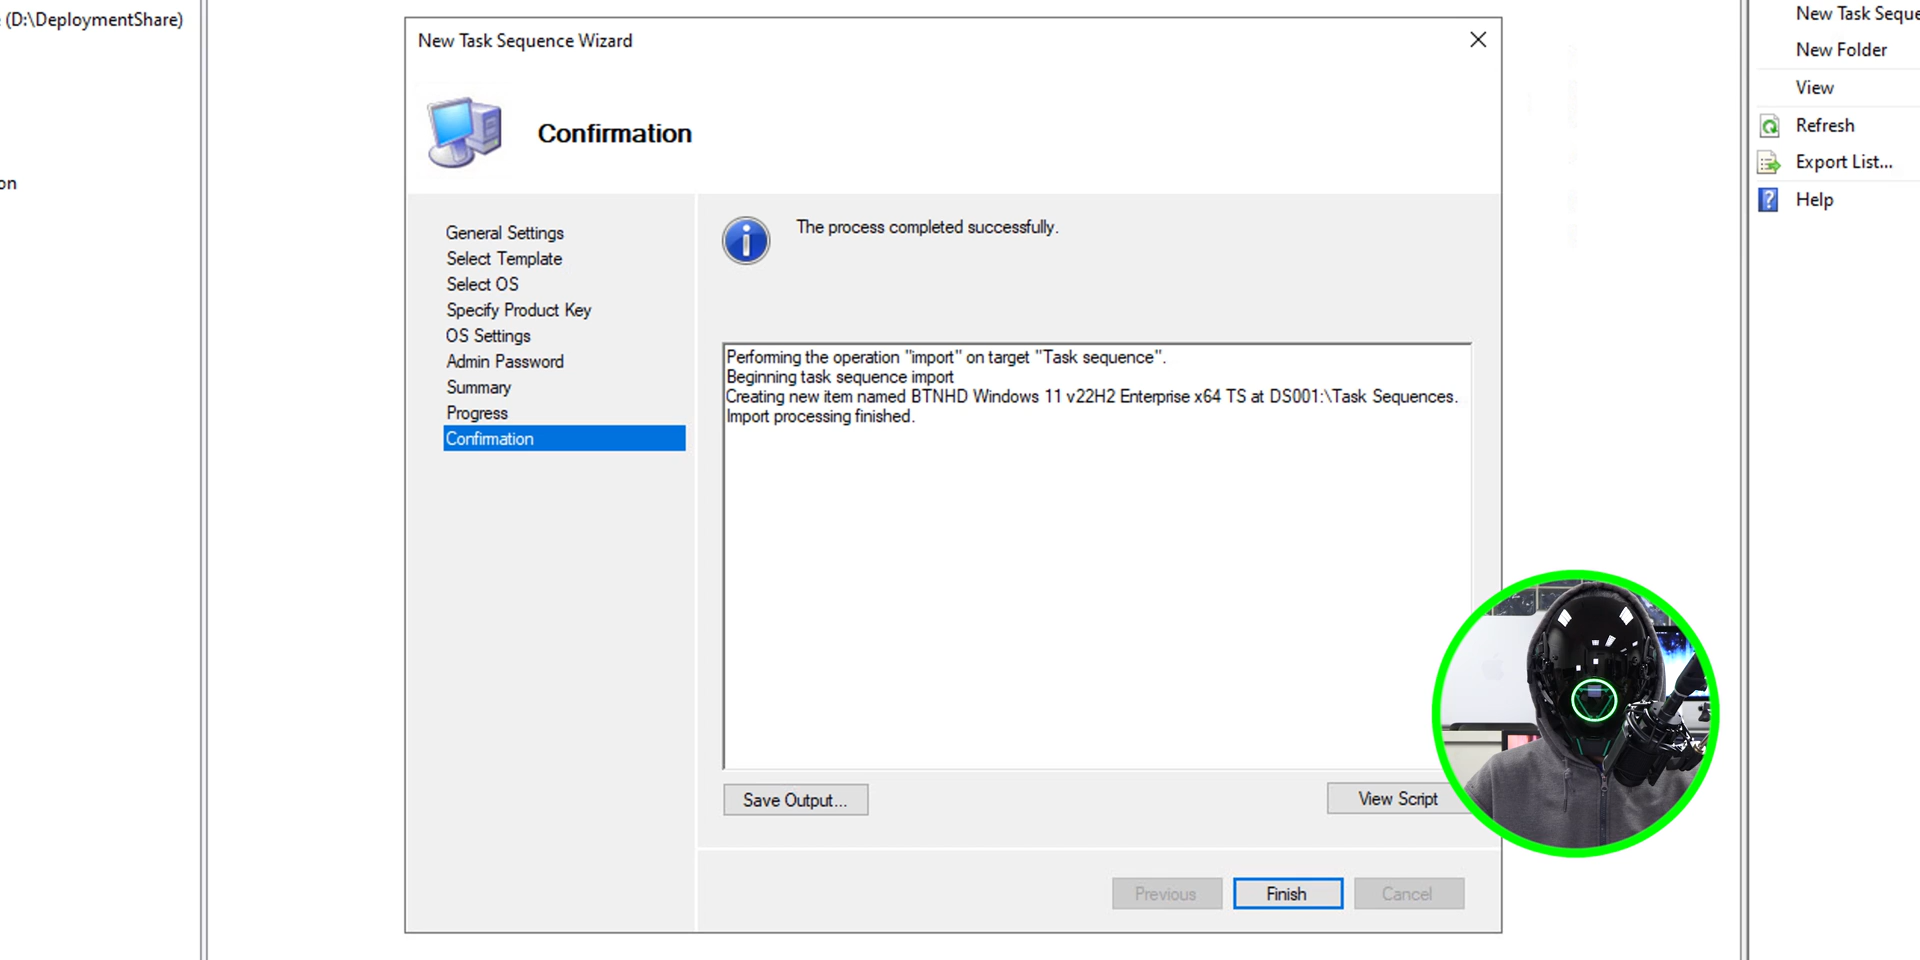 (D:\DeploymentShare)
on
New Task Sequence Wizard
Confirmation
General Settings
Select Template
Select OS
Specify Product Key
OS Settings
Admin Password
Summary
Progress
Confirmation
The process completed successfully.
Performing the operation "import" on target "Task sequence".
Beginning task sequence import
Creating new item named BTNHD Windows 11 v22H2 Enterprise x64 TS at DS001:\Task Sequences.
Import processing finished.
Save Output...
View Script
Previous
Finish
Cancel
New Task Seque
New Folder
View
Refresh
Export List...
Help